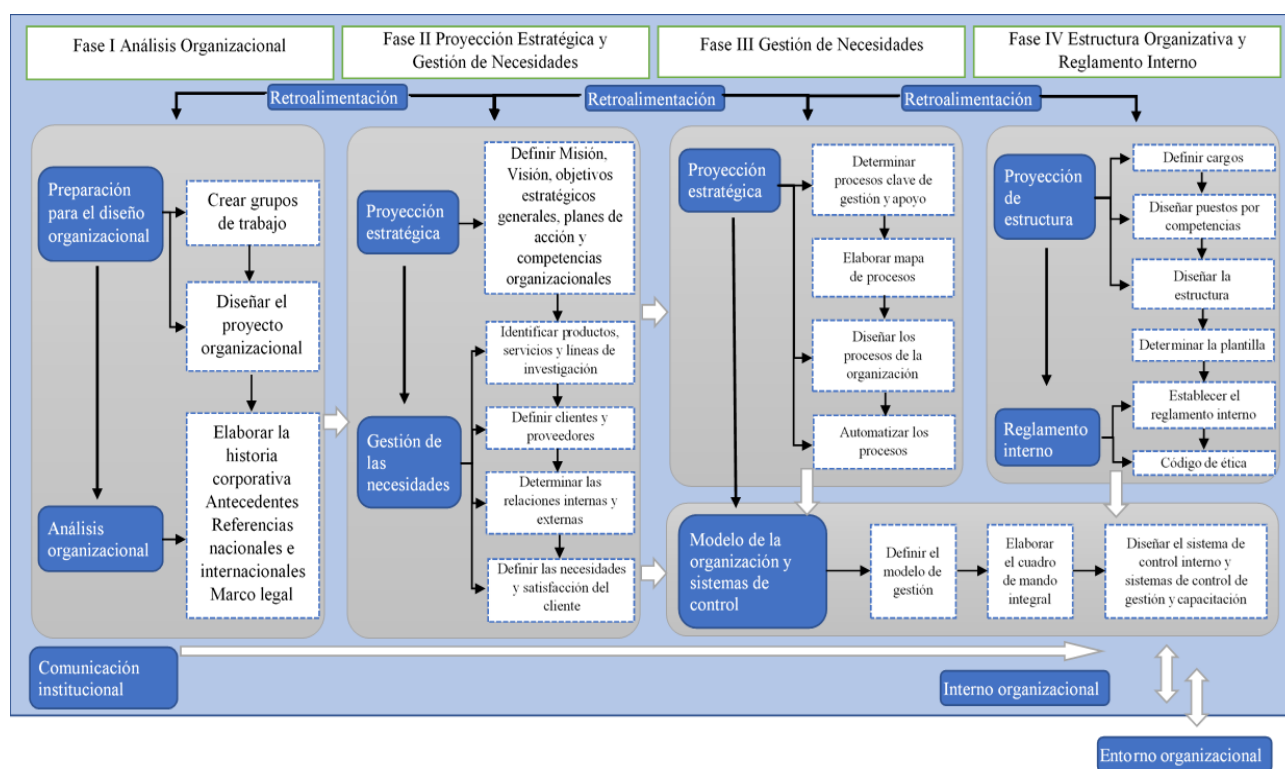 Fase I Análisis Organizacional
Fase II Proyección Estratégica y
Gestión de Necesidades
Fase III Gestión de Necesidades
Fase IV Estructura Organizativa y
Reglamento Interno
Retroalimentación
Retroalimentación
Retroalimentación
Preparación
para el diseño
organizacional
Crear grupos
de trabajo
Diseñar el
proyecto
organizacional
Análisis
organizacional
Elaborar la
historia
corporativa
Antecedentes
Referencias
nacionales e
internacionales
Marco legal
Proyección
estratégica
Definir Misión,
Visión, objetivos
estratégicos
generales, planes de
acción y
competencias
organizacionales
Identificar productos,
servicios y líneas de
investigación
Gestión de
las
necesidades
Definir clientes y
proveedores
Determinar las
relaciones internas y
externas
Definir las necesidades
y satisfacción del
cliente
Proyección
estratégica
Determinar
procesos clave de
gestión y apoyo
Elaborar mapa
de procesos
Diseñar los
procesos de la
organización
Automatizar los
procesos
Proyección
de
estructura
Definir cargos
Diseñar puestos por
competencias
Diseñar la
estructura
Determinar la plantilla
Reglamento
interno
Establecer el
reglamento interno
Código de ética
Modelo de la
organización y
sistemas de
control
Definir el
modelo de
gestión
Elaborar
el cuadro
de mando
integral
Diseñar el sistema de
control interno y
sistemas de control de
gestión y capacitación
Comunicación
institucional
Interno organizacional
Entorno organizacional